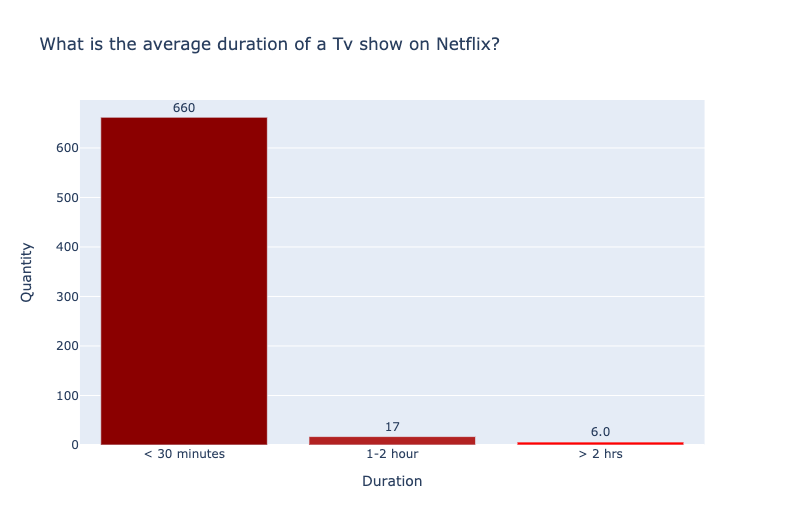 What is the average duration of a Tv show on Netflix?
660
600
500
400
300
200
100
0
Quantity
17
6.0
< 30 minutes
1-2 hour
> 2 hrs
Duration